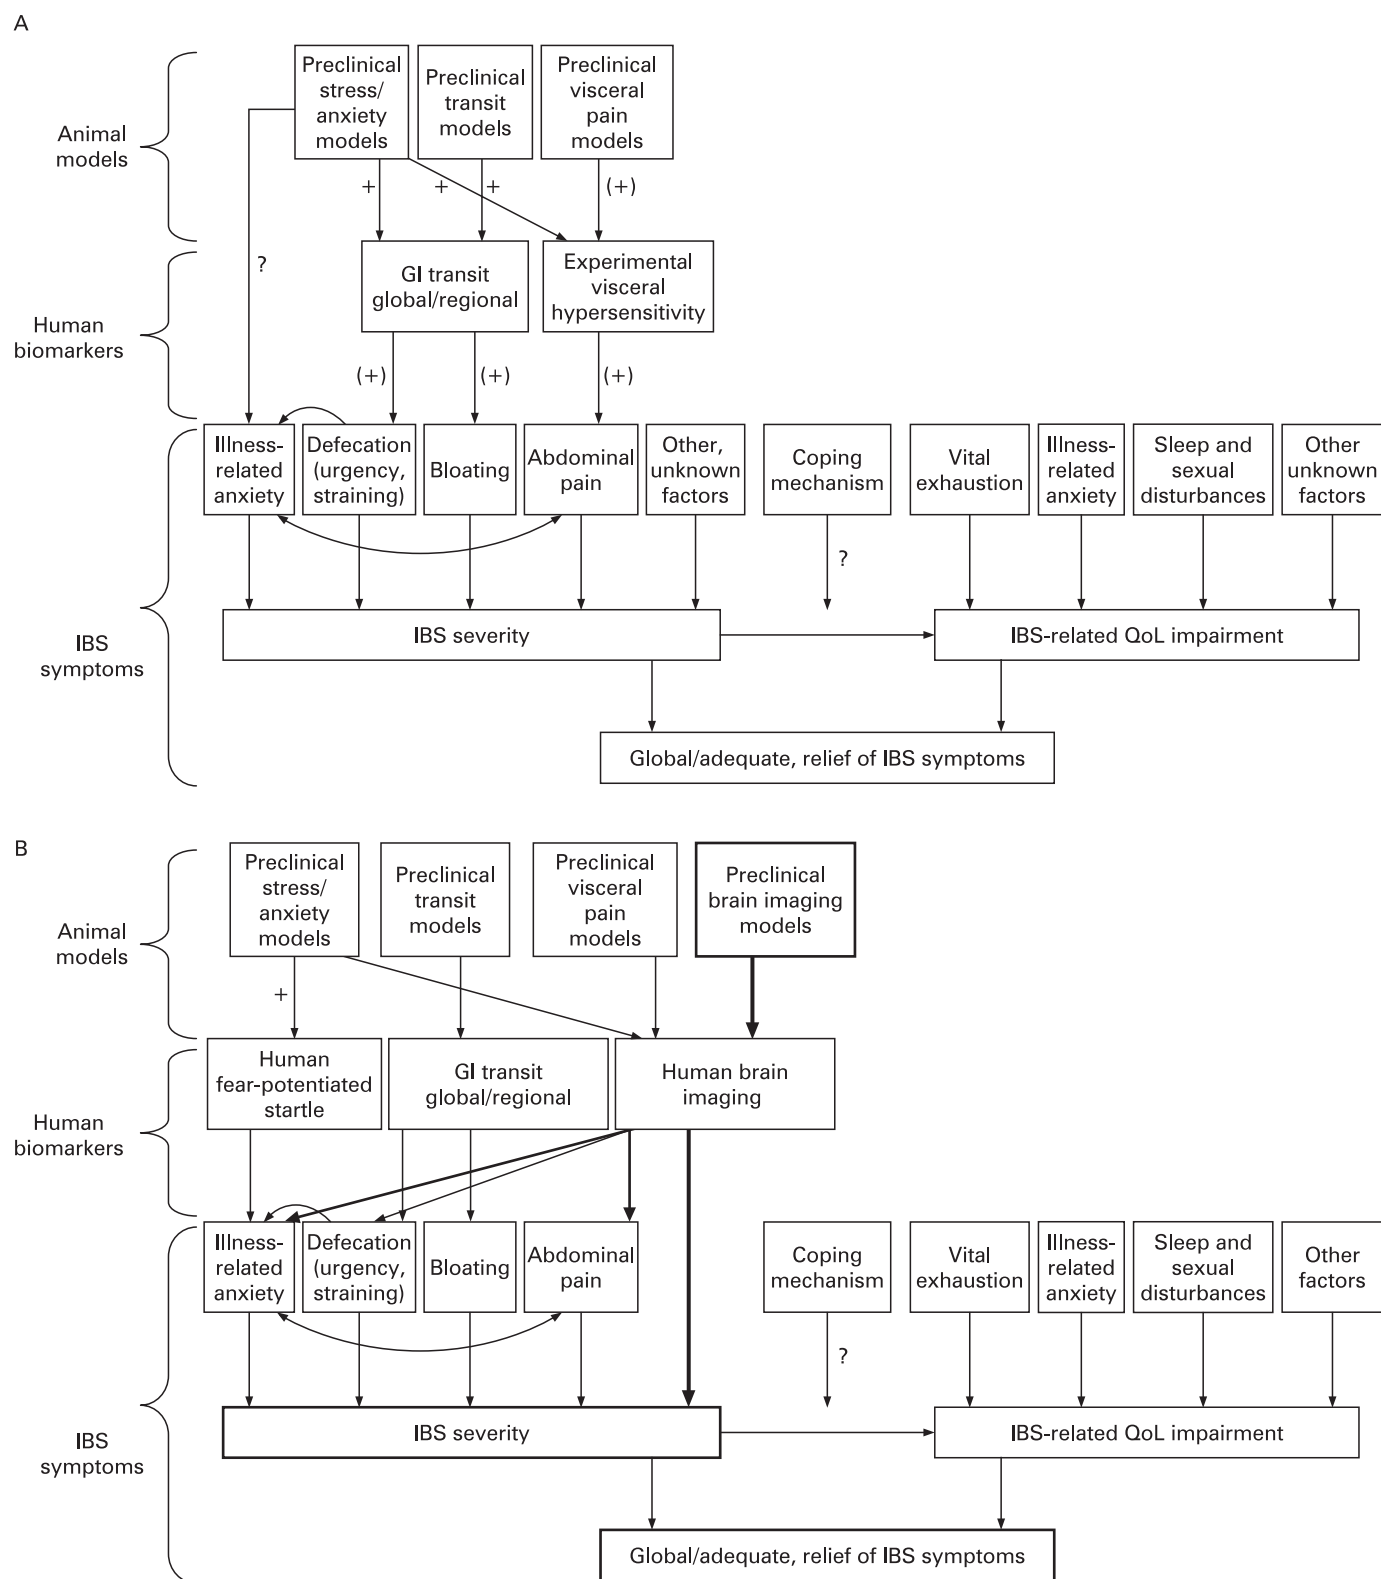 A
Preclinical
stress/
anxiety
models
Preclinical
transit
models
Preclinical
visceral
pain
models
Animal
models
+
+
+
(+)
?
GI transit
global/regional
Experimental
visceral
hypersensitivity
Human
biomarkers
(+)
(+)
(+)
Illness-
related
anxiety
Defecation
(urgency,
straining)
Bloating
Abdominal
pain
Other,
unknown
factors
Coping
mechanism
Vital
exhaustion
Illness-
related
anxiety
Sleep and
sexual
disturbances
Other
unknown
factors
?
IBS
symptoms
IBS severity
IBS-related QoL impairment
Global/adequate, relief of IBS symptoms
B
Preclinical
stress/
anxiety
models
Preclinical
transit
models
Preclinical
visceral
pain
models
Preclinical
brain imaging
models
Animal
models
+
Human
fear-potentiated
startle
GI transit
global/regional
Human brain
imaging
Human
biomarkers
Illness-
related
anxiety
Defecation
(urgency,
straining)
Bloating
Abdominal
pain
Coping
mechanism
Vital
exhaustion
Illness-
related
anxiety
Sleep and
sexual
disturbances
Other
factors
?
IBS
symptoms
IBS severity
IBS-related QoL impairment
Global/adequate, relief of IBS symptoms